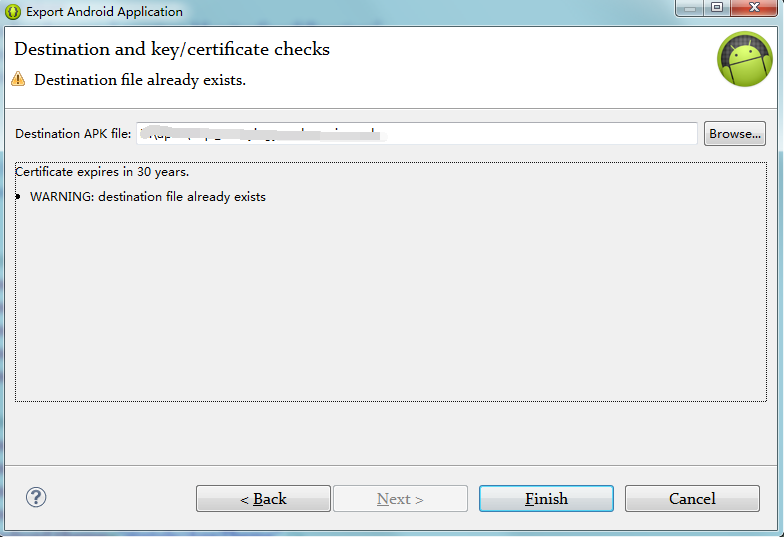 Export Android Application
Destination and key/certificate checks
Destination file already exists.
Destination APK file:
Browse...
Certificate expires in 30 years.
WARNING: destination file already exists
?
< Back
Next >
Finish
Cancel